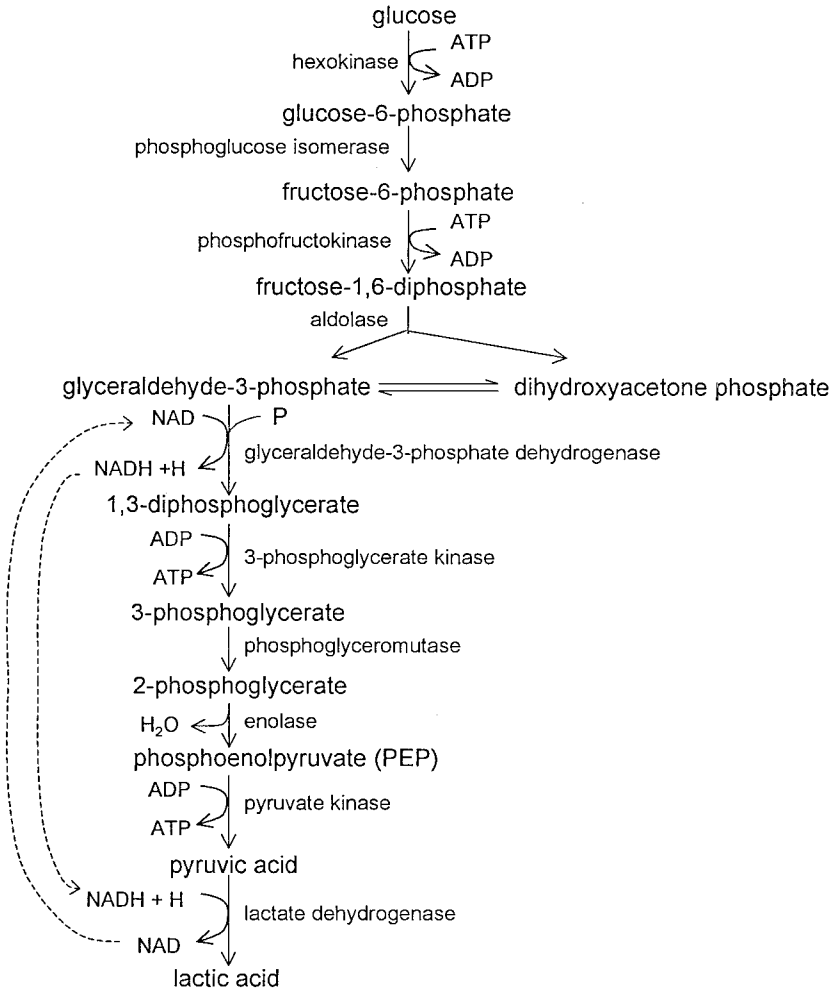 glucose
ATP
hexokinase
ADP
glucose-6-phosphate
phosphoglucose isomerase
fructose-6-phosphate
ATP
phosphofructokinase
ADP
fructose-1,6-diphosphate
aldolase
glyceraldehyde-3-phosphate dihydroxyacetone phosphate
NAD P
glyceraldehyde-3-phosphate dehydrogenase
NADH +H
1,3-diphosphoglycerate
ADP
3-phosphoglycerate kinase
ATP
3-phosphoglycerate
phosphoglyceromutase
2-phosphoglycerate
H₂O enolase
phosphoenolpyruvate (PEP)
ADP
pyruvate kinase
ATP
pyruvic acid
NADH + H
lactate dehydrogenase
NAD
lactic acid